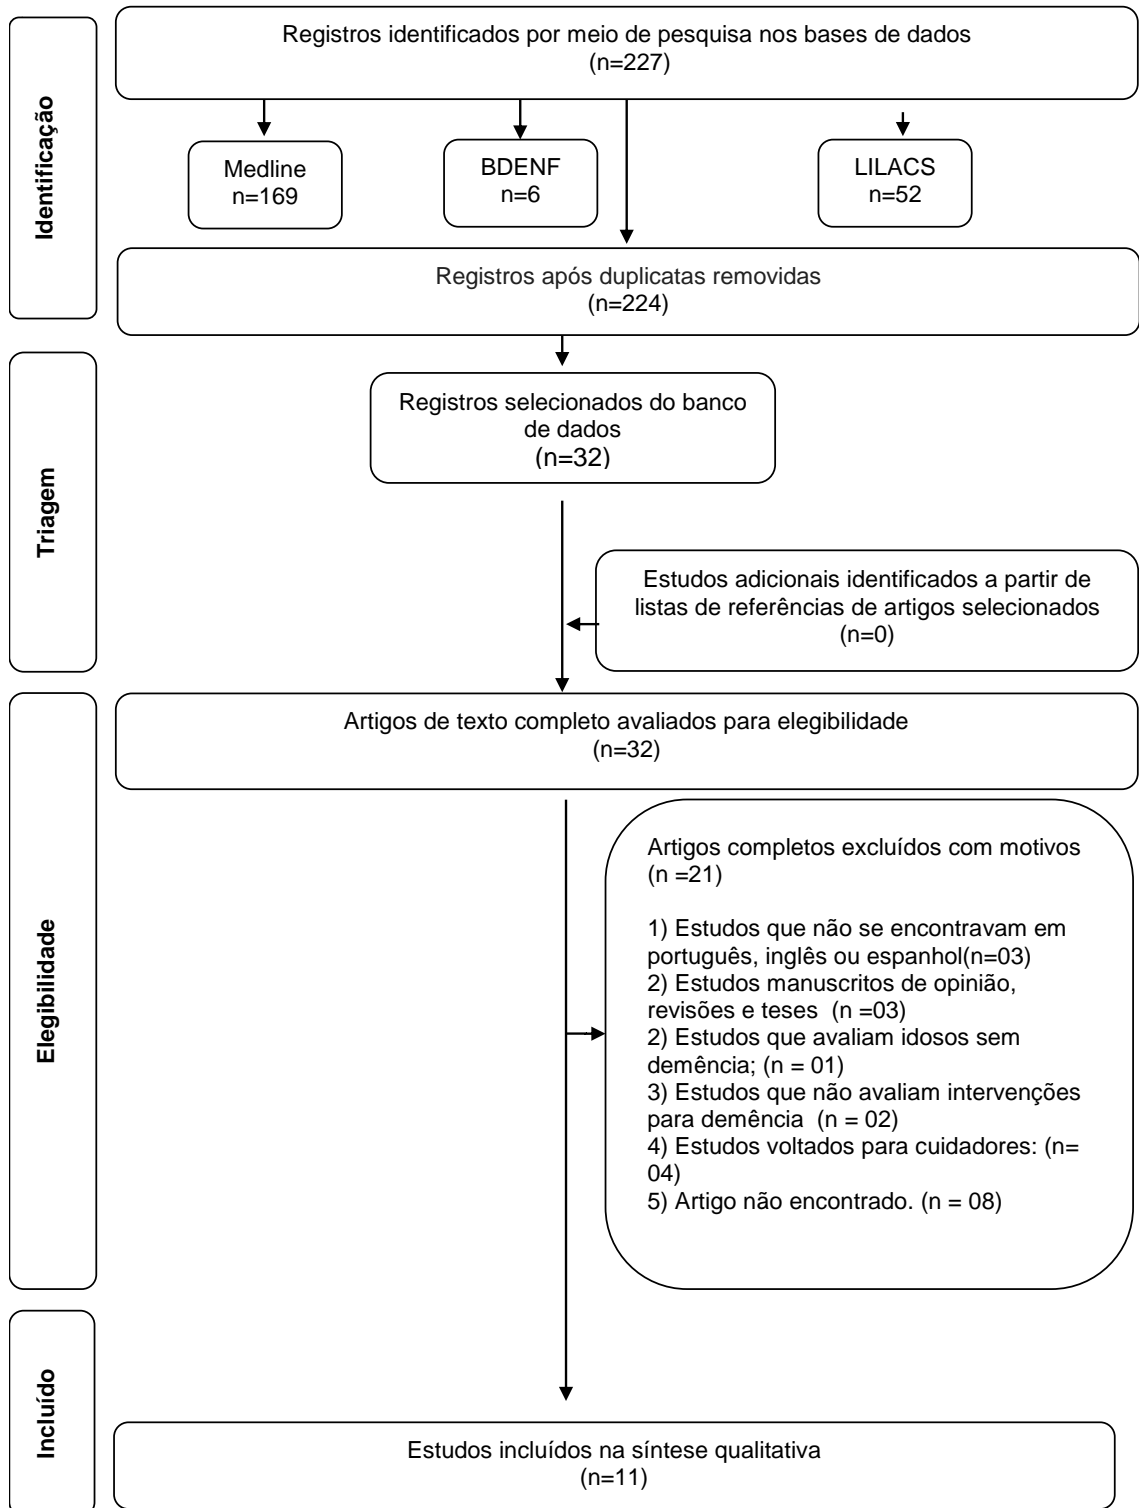 Identificação
Registros identificados por meio de pesquisa nos bases de dados
(n=227)
Medline
n=169
BDENF
n=6
LILACS
n=52
Registros após duplicatas removidas
(n=224)
Triagem
Registros selecionados do banco
de dados
(n=32)
Estudos adicionais identificados a partir de
listas de referências de artigos selecionados
(n=0)
Elegibilidade
Artigos de texto completo avaliados para elegibilidade
(n=32)
Artigos completos excluídos com motivos
(n =21)
1) Estudos que não se encontravam em
português, inglês ou espanhol(n=03)
2) Estudos manuscritos de opinião,
revisões e teses (n =03)
2) Estudos que avaliam idosos sem
demência; (n = 01)
3) Estudos que não avaliam intervenções
para demência (n = 02)
4) Estudos voltados para cuidadores: (n=
04)
5) Artigo não encontrado. (n = 08)
Incluído
Estudos incluídos na síntese qualitativa
(n=11)